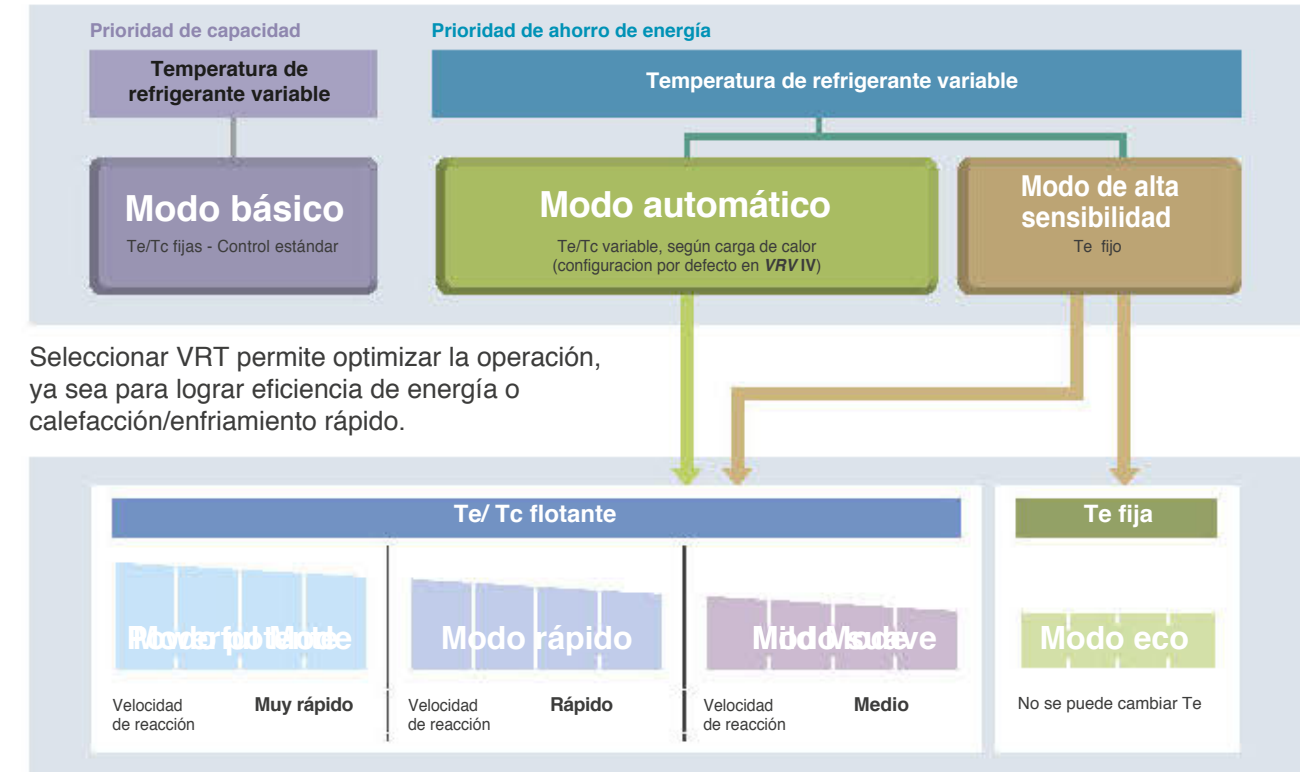 Prioridad de capacidad
Temperatura de
refrigerante variable
Modo básico
Te/Tc fijas - Control estándar
Prioridad de ahorro de energía
Temperatura de refrigerante variable
Modo automático
Te/Tc variable, según carga de calor
(configuracion por defecto en VRV IV)
Modo de alta
sensibilidad
Te fijo
Seleccionar VRT permite optimizar la operación,
ya sea para lograr eficiencia de energía o
calefacción/enfriamiento rápido.
Te/ Tc flotante
Velocidad
de reacción
Muy rápido
Modo rápido
Velocidad
de reacción
Rápido
Velocidad
de reacción
Medio
Te fija
Modo eco
No se puede cambiar Te